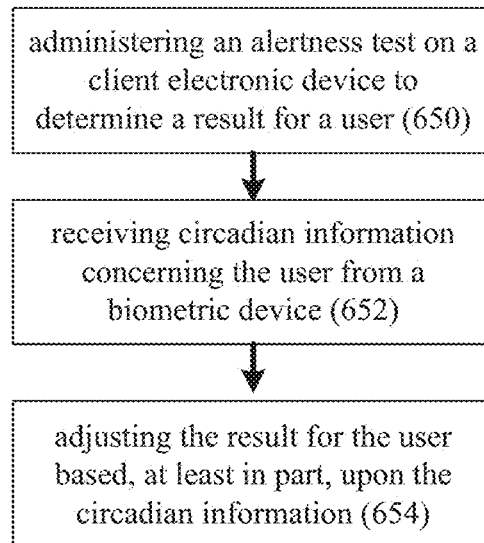 administering an alertness test on a
client electronic device to
determine a result for a user (650)
receiving circadian information
concerning the user from a
biometric device (652)
adjusting the result for the user
based, at least in part, upon the
circadian information (654)